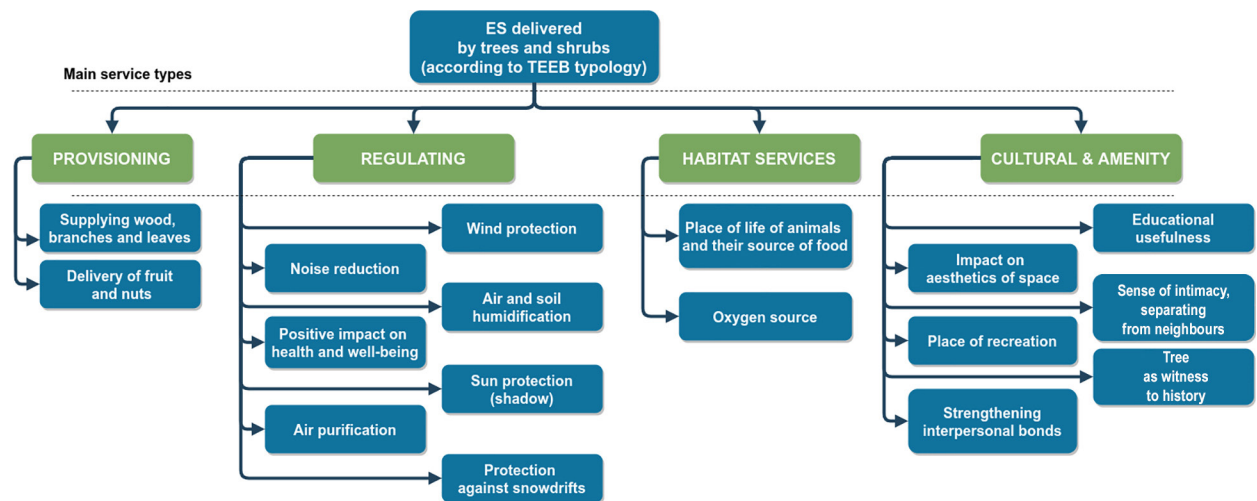 ES delivered
by trees and shrubs
(according to TEEB typology)
Main service types
PROVISIONING
REGULATING
HABITAT SERVICES
CULTURAL & AMENITY
Supplying wood,
branches and leaves
Delivery of fruit
and nuts
Wind protection
Noise reduction
Air and soil
humidification
Positive impact on
health and well-being
Sun protection
(shadow)
Air purification
Protection
against snowdrifts
Place of life of animals
and their source of food
Oxygen source
Educational
usefulness
Impact on
aesthetics of space
Sense of intimacy,
separating
from neighbours
Place of recreation
Tree
as witness
to history
Strengthening
interpersonal bonds